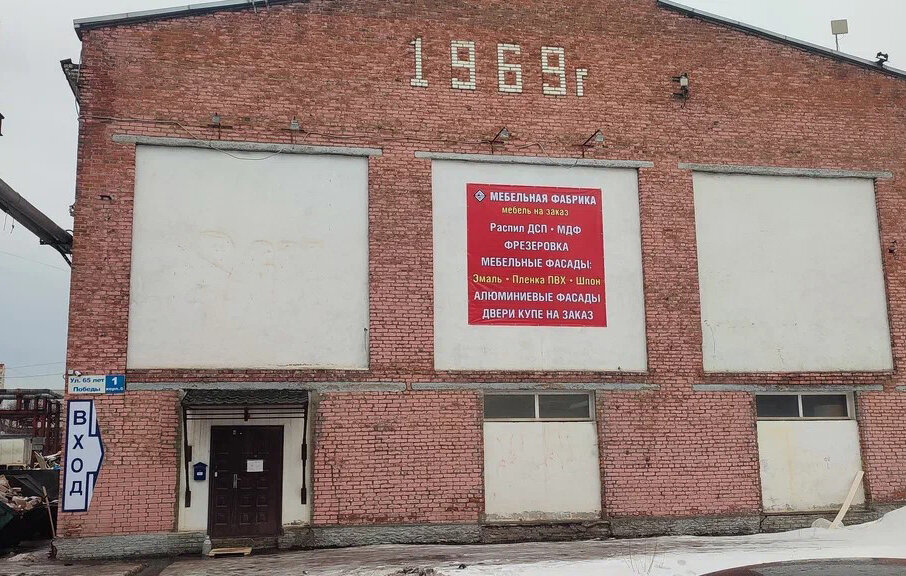 1969г
МЕБЕЛЬНАЯ ФАБРИКА
мебель на заказ
Распил ДСП • МДФ
ФРЕЗЕРОВКА
МЕБЕЛЬНЫЕ ФАСАДЫ:
Эмаль • Пленка ПВХ • Шпон
АЛЮМИНИЕВЫЕ ФАСАДЫ
ДВЕРИ КУПЕ НА ЗАКАЗ
Ул. 65 лет
Победы
1
ВХОД